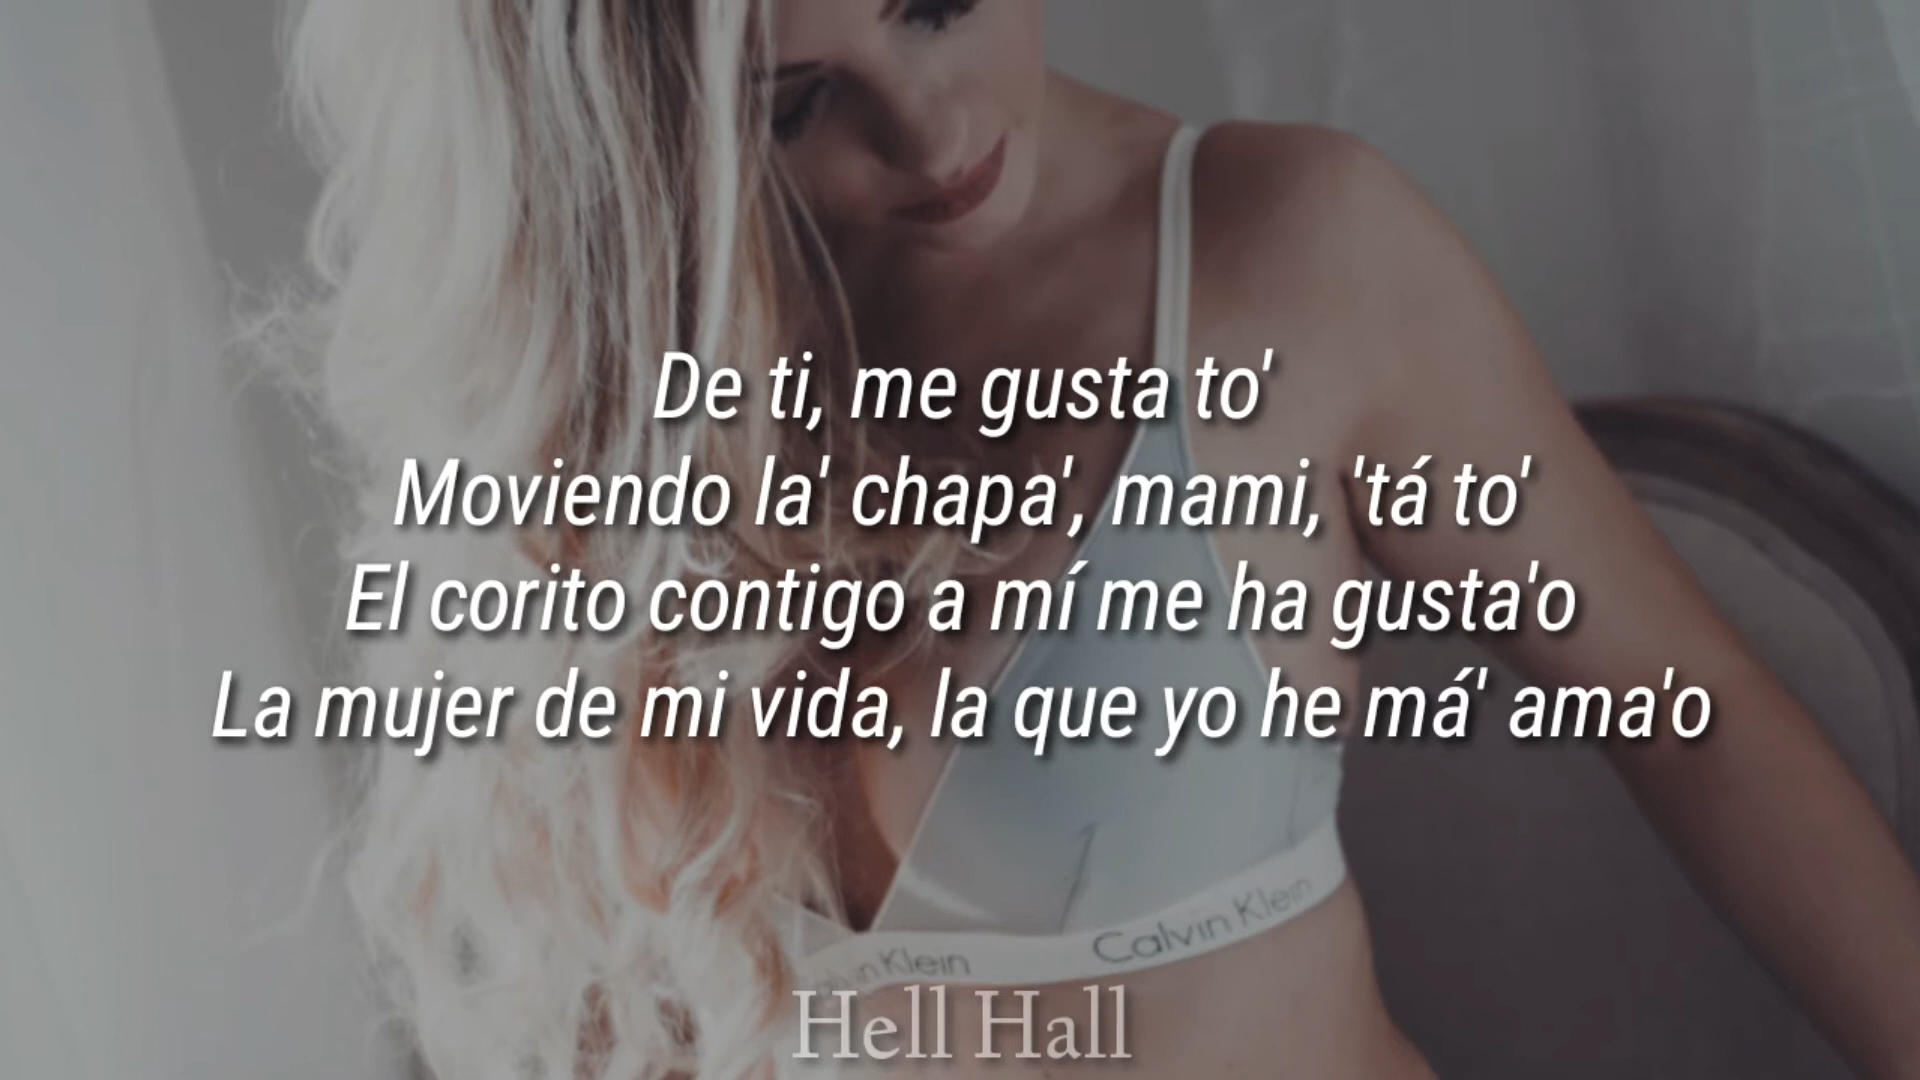 De ti, me gusta to'
Moviendo la' chapa', mami, 'tá to'
El corito contigo a mí me ha gusta'o
La mujer de mi vida, la que yo he má' ama'o
Calvin Klein
Klein
Hell Hall